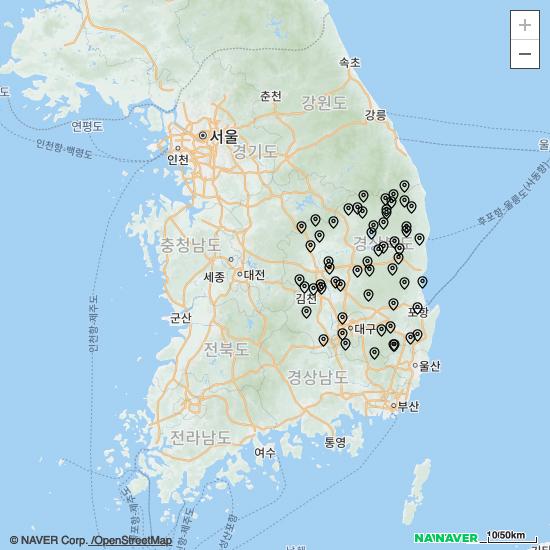 +
−
속초
춘천
강원도
강릉
도
연평도
인천항-백령도
서울
인천
경기도
울
후포항-울릉도(사동항)
충청남도
세종
대전
경상북도
김천
인천항-제주도
군산
포항
대구
전북도
경상남도
울산
부산
전라남도
여수
통영
© NAVER Corp. /OpenStreetMap
NAVER
10/50km